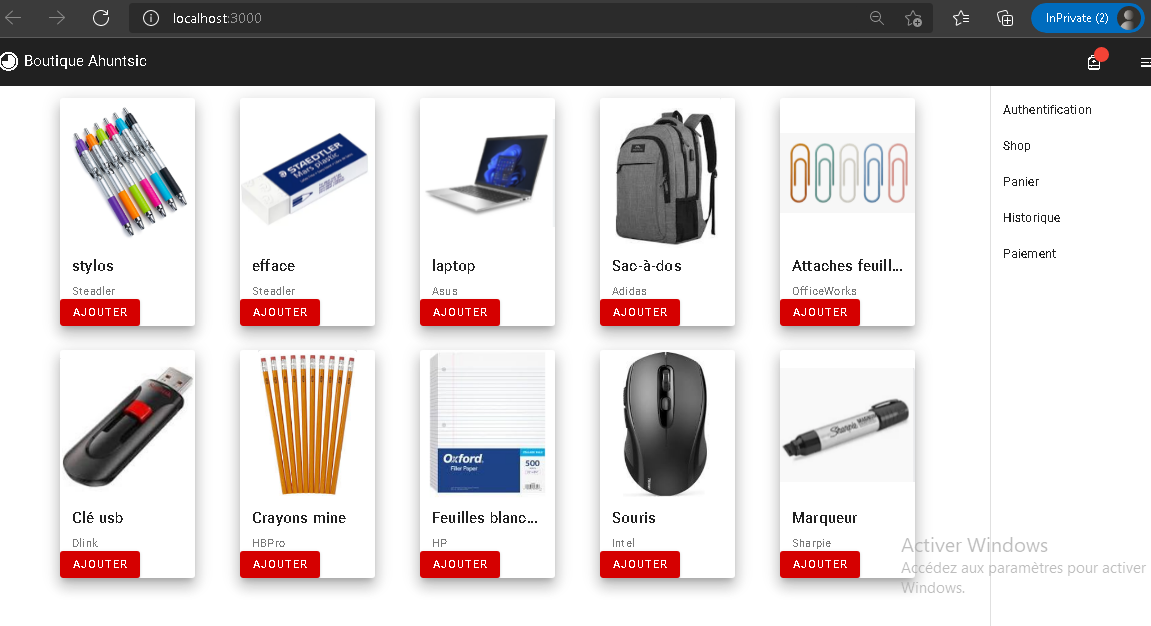 localhost:3000
InPrivate (2)
Boutique Ahuntsic
Authentification
Shop
Panier
Historique
Paiement
STAEDTLER
Mars plastic
stylos
efface
laptop
Sac-à-dos
Attaches feuill...
Steadler
Steadler
Asus
Adidas
OfficeWorks
AJOUTER
AJOUTER
AJOUTER
AJOUTER
AJOUTER
Oxford
Filler Paper
500
Sharpie
Clé usb
Crayons mine
Feuilles blanc...
Souris
Marqueur
Dlink
HBPro
HP
Intel
Sharpie
AJOUTER
AJOUTER
AJOUTER
AJOUTER
AJOUTER
Activer Windows
Accédez aux paramètres pour activer
Windows.